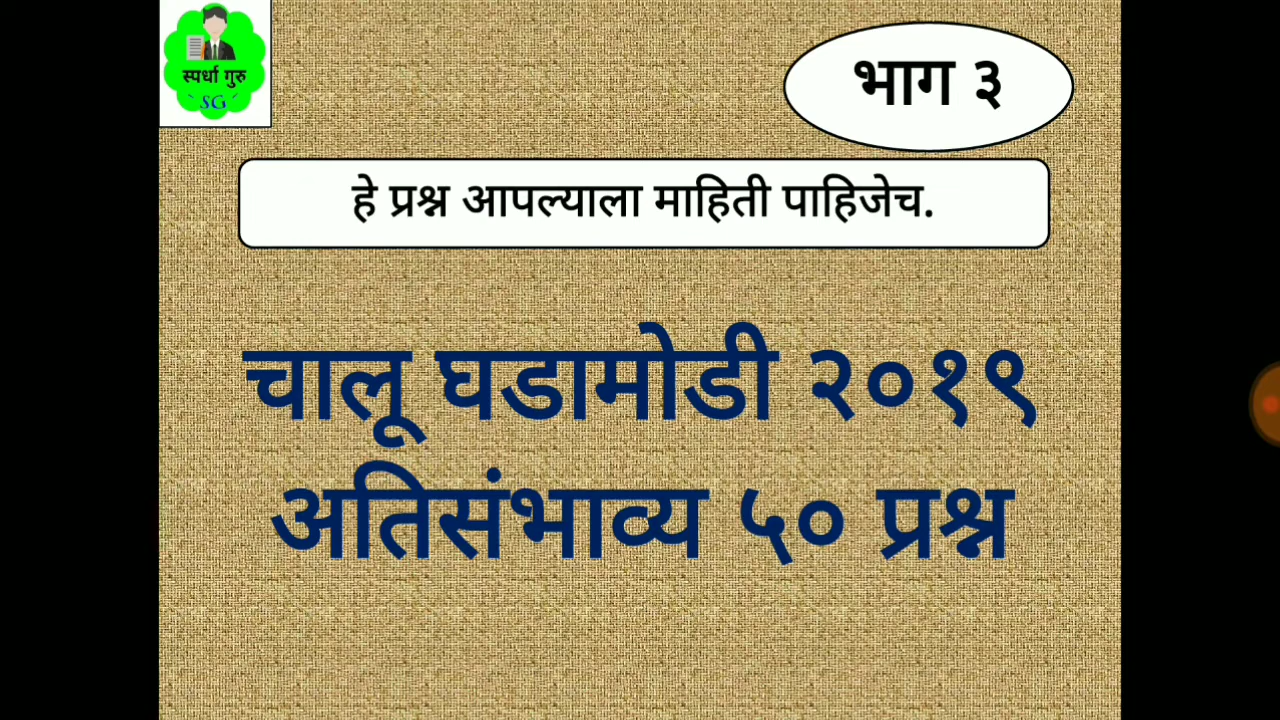 स्पर्धा गुरु
SG
भाग ३
हे प्रश्न आपल्याला माहिती पाहिजेच.
चालू घडामोडी २०१९
अतिसंभाव्य ५० प्रश्न